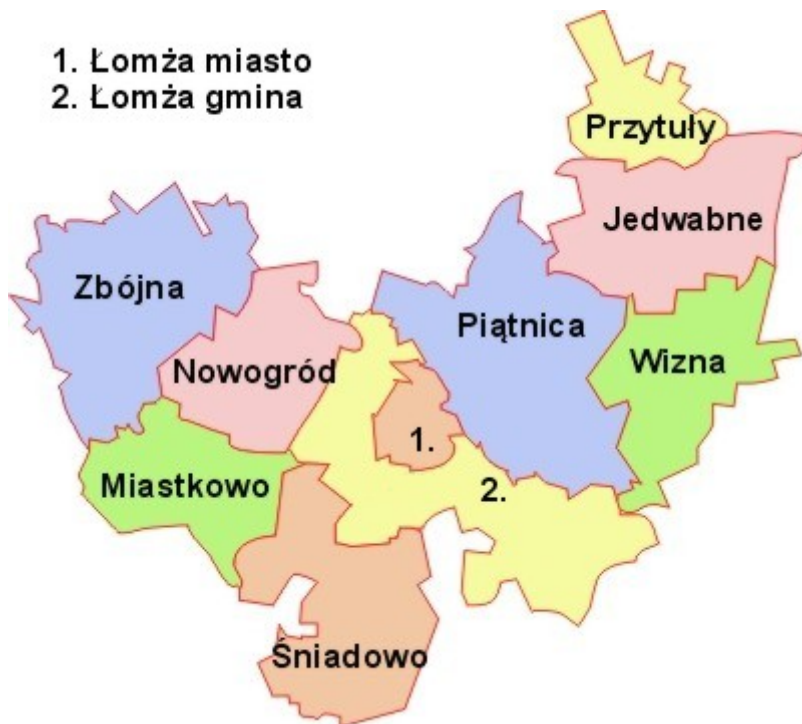 1. Łomża miasto
2. Łomża gmina
Przytuły
Jedwabne
Zbójna
Piątnica
Nowogród
Wizna
1.
Miastkowo
2.
Śniadowo